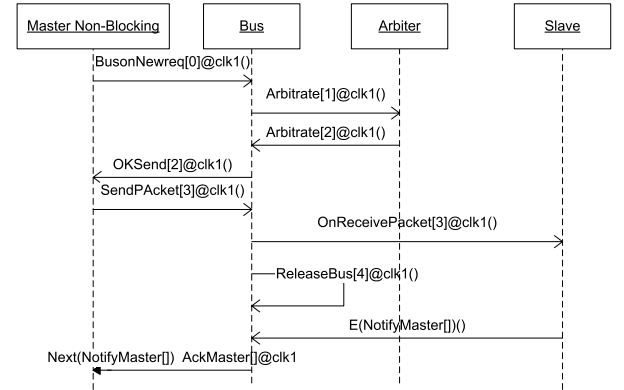 Master Non-Blocking Bus Arbiter Slave
BusonNewreq[0]@clk1()
Arbitrate[1]@clk1()
Arbitrate[2]@clk1()
OKSend[2]@clk1()
SendPAcket[3]@clk1()
OnReceivePacket[3]@clk1()
ReleaseBus[4]@clk1()
E(NotifyMaster[])()
Next(NotifyMaster[]) AckMaster[]@clk1